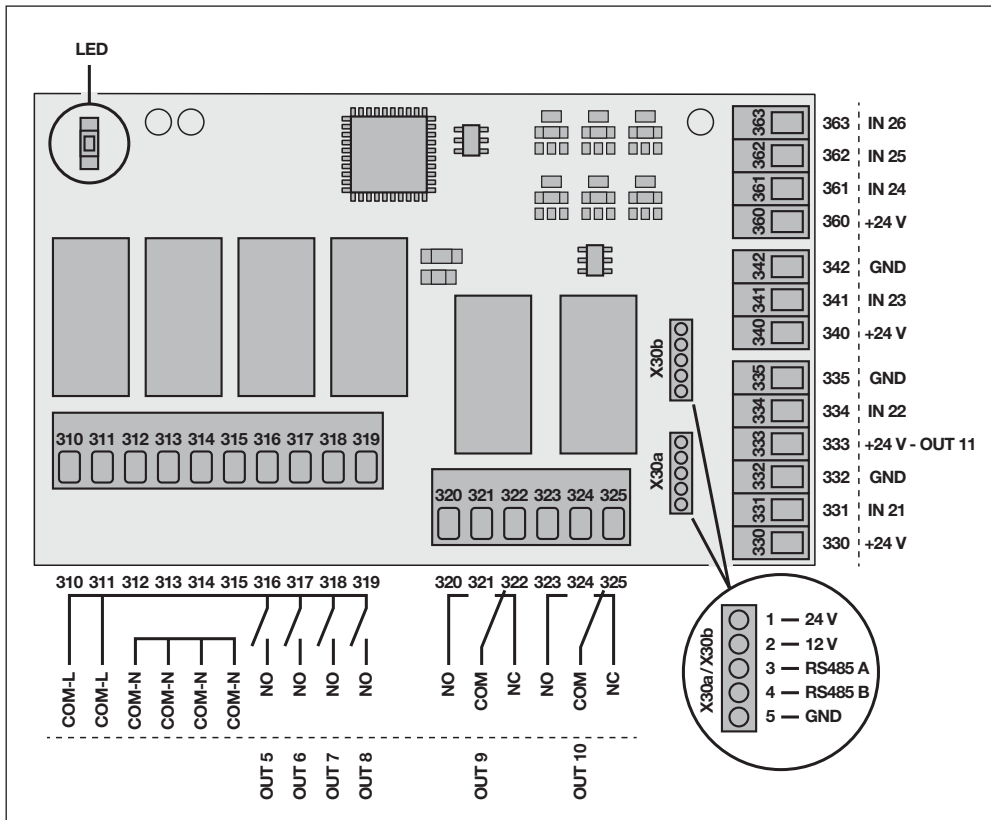 LED
363 363 IN 26
362 362 IN 25
361 361 IN 24
360 360 +24 V
342 342 GND
341 341 IN 23
340 340 +24 V
X30b
335 335 GND
334 334 IN 22
333 333 +24 V - OUT 11
332 332 GND
331 331 IN 21
330 330 +24 V
X30a
310 311 312 313 314 315 316 317 318 319
320 321 322 323 324 325
310 311 312 313 314 315 316 317 318 319 320 321 322 323 324 325
COM-L COM-L COM-N COM-N COM-N COM-N NO NO NO NO NO COM NC NO COM NC
OUT 5 OUT 6 OUT 7 OUT 8 OUT 9 OUT 10
X30a / X30b
1 — 24 V
2 — 12 V
3 — RS485 A
4 — RS485 B
5 — GND